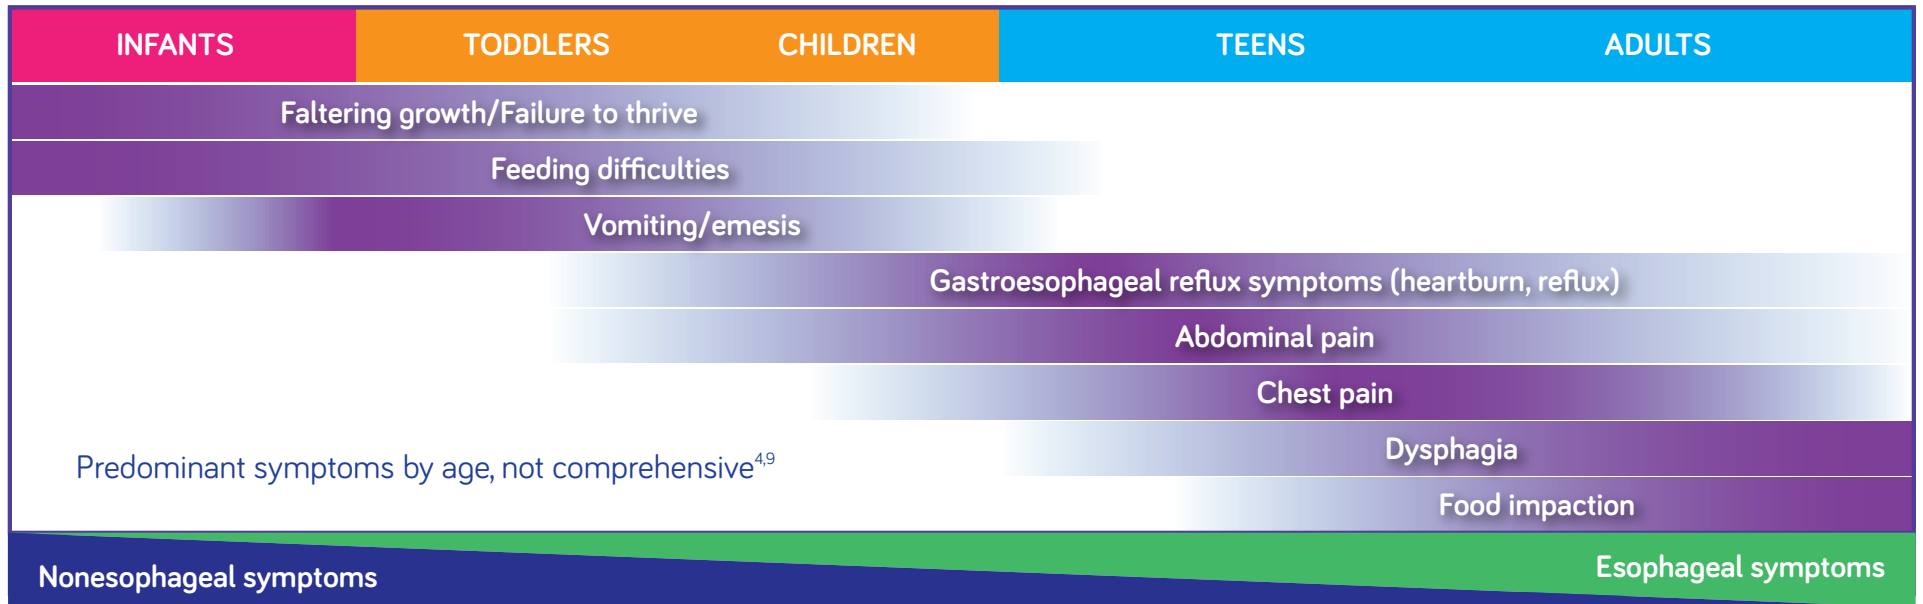 INFANTS TODDLERS CHILDREN TEENS ADULTS
Faltering growth/Failure to thrive
Feeding difficulties
Vomiting/emesis
Gastroesophageal reflux symptoms (heartburn, reflux)
Abdominal pain
Chest pain
Dysphagia
Predominant symptoms by age, not comprehensive4,9
Food impaction
Nonesophageal symptoms
Esophageal symptoms